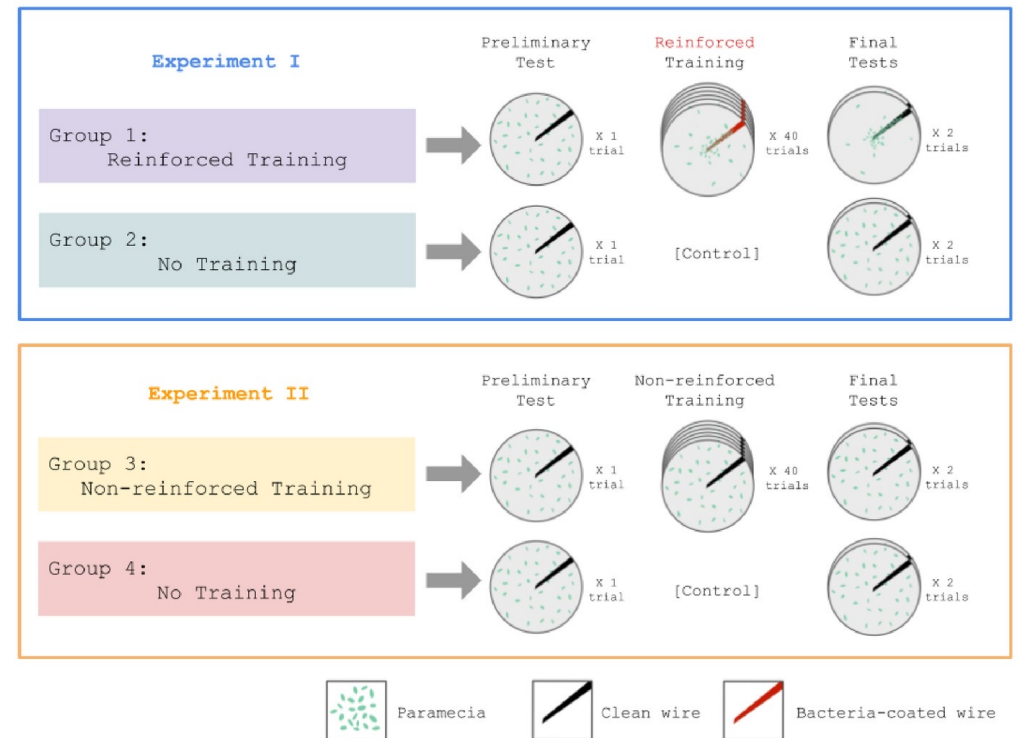 Experiment I
Preliminary
Test
Reinforced
Training
Final
Tests
Group 1:
Reinforced Training
X 1
trial
X 40
trials
X 2
trials
Group 2:
No Training
X 1
trial
[Control]
X 2
trials
Experiment II
Preliminary
Test
Non-reinforced
Training
Final
Tests
Group 3:
Non-reinforced Training
X 1
trial
X 40
trials
X 2
trials
Group 4:
No Training
X 1
trial
[Control]
X 2
trials
Paramecia
Clean wire
Bacteria-coated wire